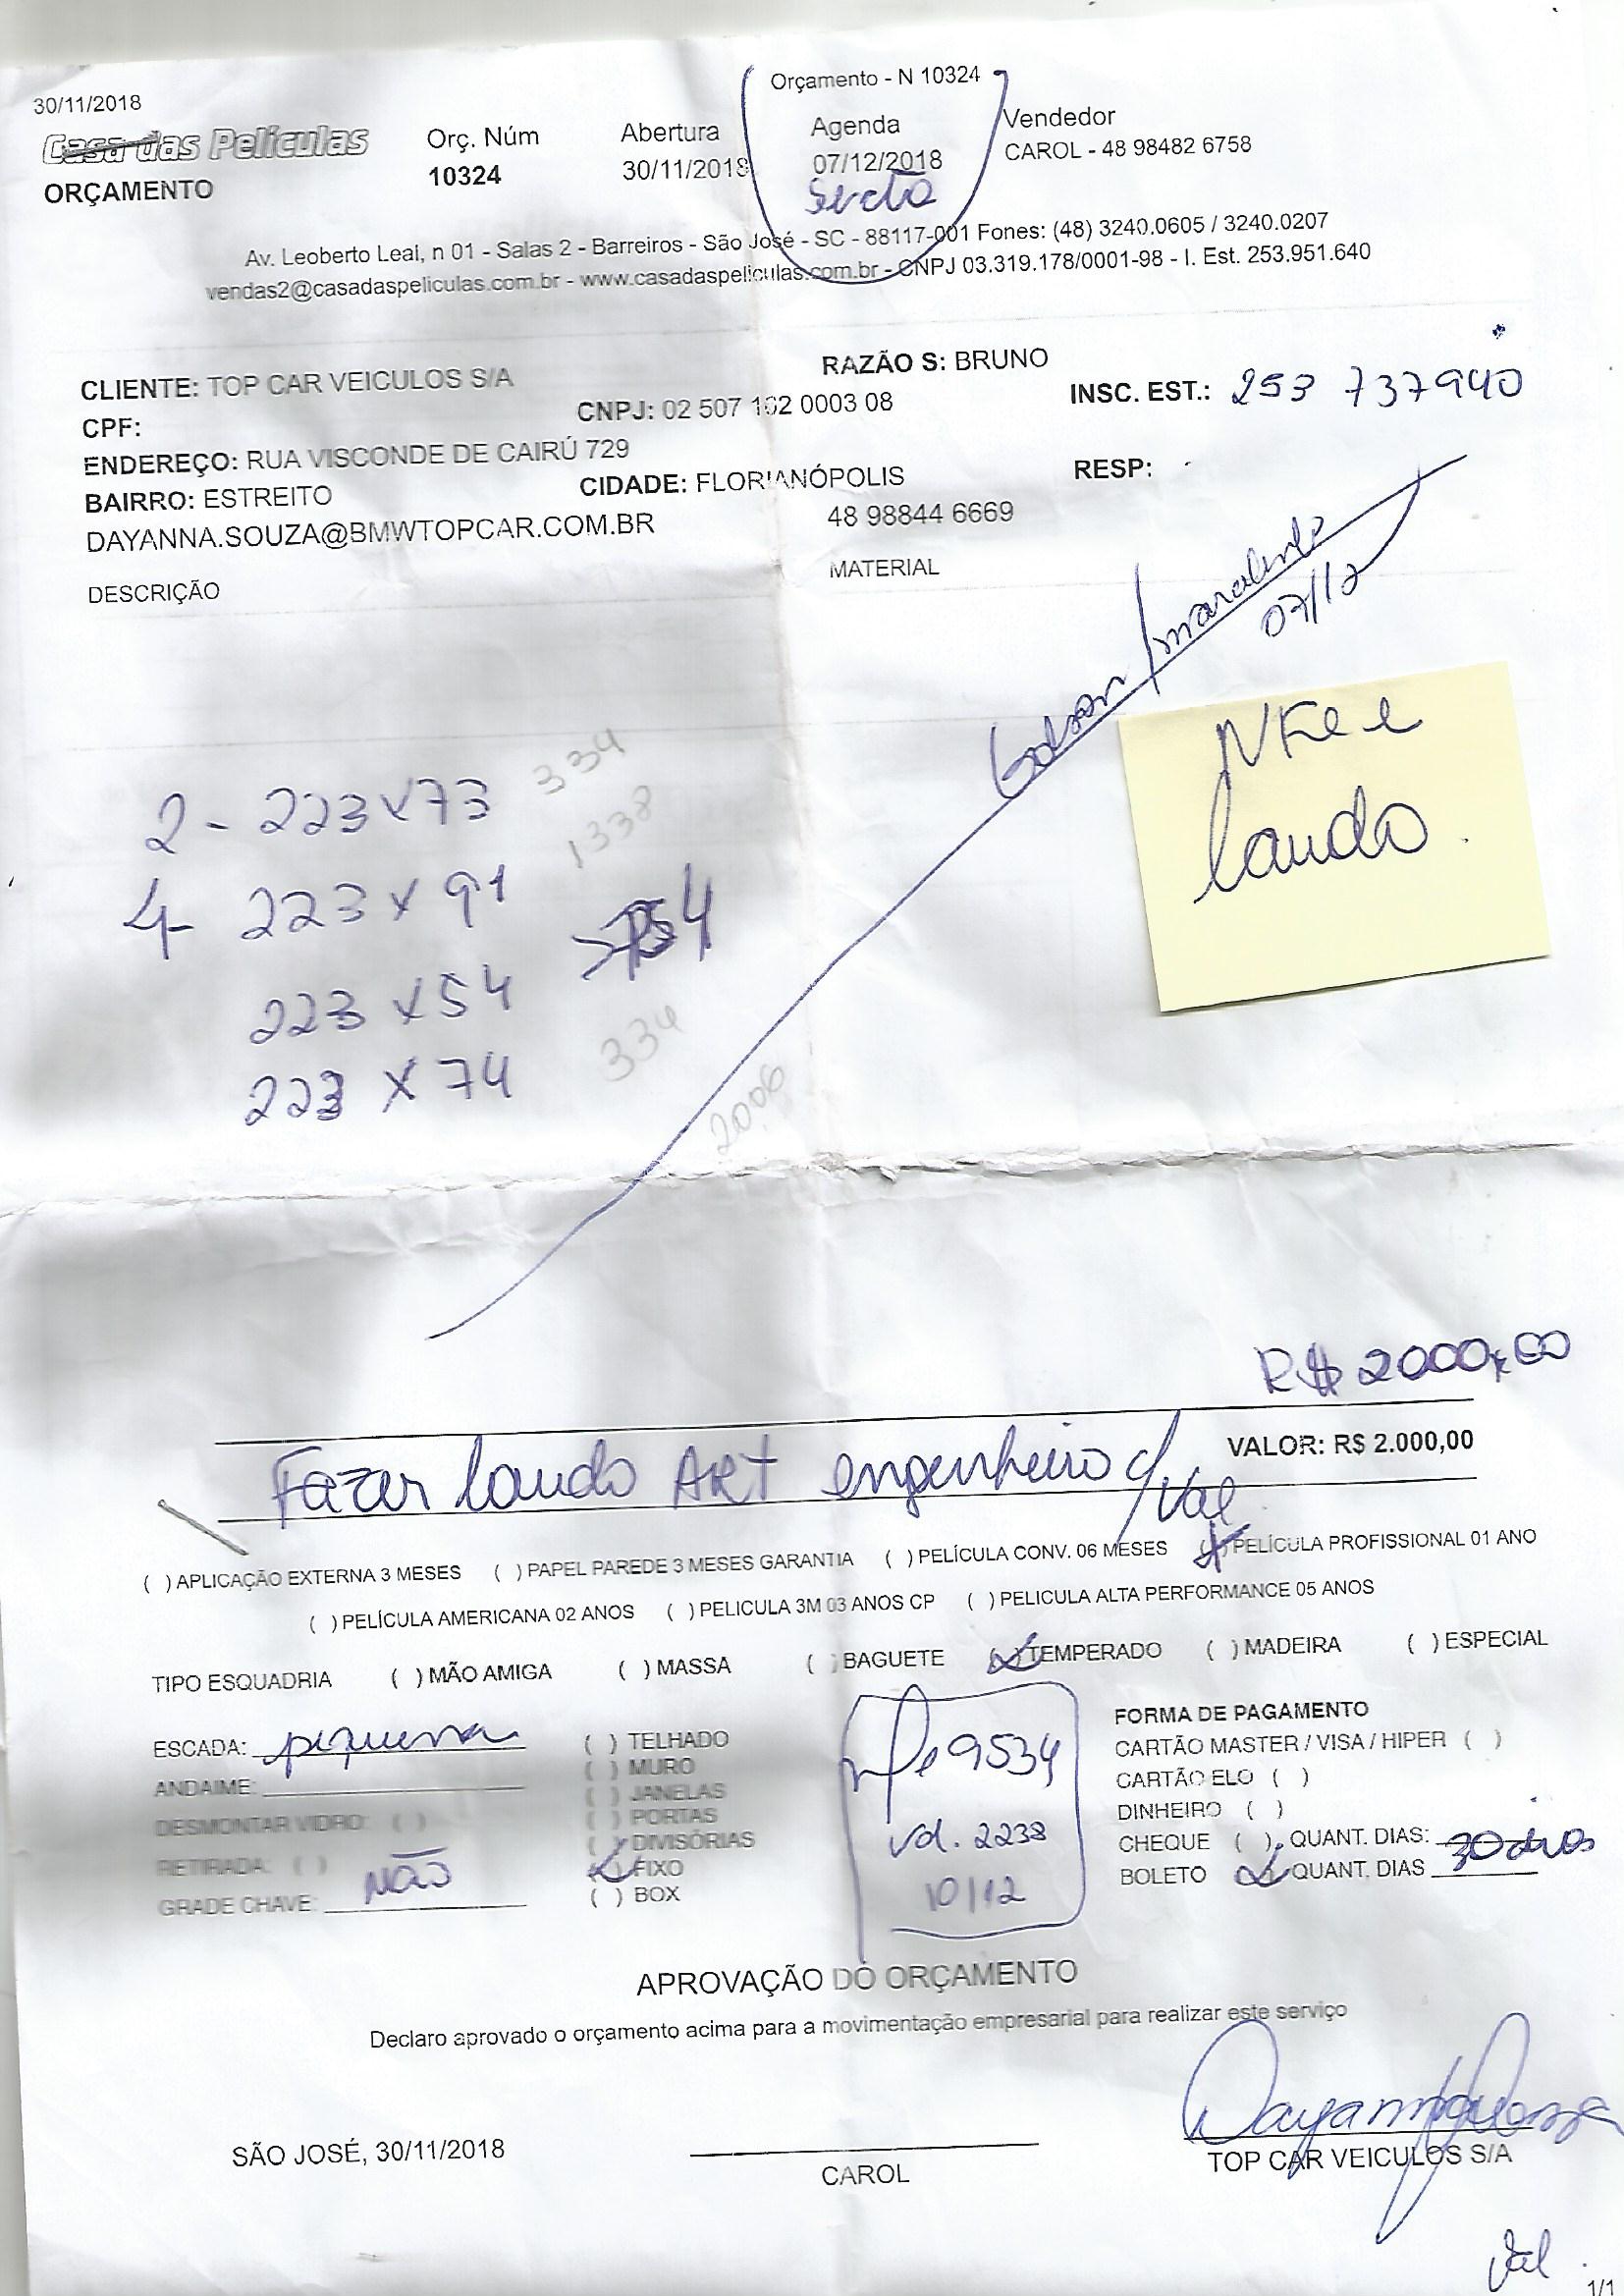 Orçamento - N 10324
30/11/2018
Casa das Películas
ORÇAMENTO
Orç. Núm
10324
Abertura
30/11/2018
Agenda
07/12/2018
Vendedor
CAROL - 48 98482 6758
Av. Leoberto Leal, n 01 - Salas 2 - Barreiros - São José - SC - 88117-001 Fones: (48) 3240.0605 / 3240.0207
vendas2@casadaspeliculas.com.br - www.casadaspeliculas.com.br - CNPJ 03.319.178/0001-98 - I. Est. 253.951.640
CLIENTE: TOP CAR VEICULOS S/A
RAZÃO S: BRUNO
CPF:
CNPJ: 02 507 162 0003 08
INSC. EST.: 253 737940
ENDEREÇO: RUA VISCONDE DE CAIRÚ 729
BAIRRO: ESTREITO
CIDADE: FLORIANÓPOLIS
RESP:
DAYANNA.SOUZA@BMWTOPCAR.COM.BR
48 98844 6669
DESCRIÇÃO
MATERIAL
07/12
NFe e
laudo.
2 - 223x73
334
1338
4 - 223 x 91
223 x 54
223 x 74
334
2006
R$ 2000,00
VALOR: R$ 2.000,00
Fazer laudo ART engenheiro c/
Val
( ) APLICAÇÃO EXTERNA 3 MESES ( ) PAPEL PAREDE 3 MESES GARANTIA ( ) PELÍCULA CONV. 06 MESES (x) PELÍCULA PROFISSIONAL 01 ANO
( ) PELÍCULA AMERICANA 02 ANOS ( ) PELICULA 3M 03 ANOS CP ( ) PELICULA ALTA PERFORMANCE 05 ANOS
TIPO ESQUADRIA ( ) MÃO AMIGA ( ) MASSA ( ) BAGUETE (x) TEMPERADO ( ) MADEIRA ( ) ESPECIAL
ESCADA: piquena
ANDAIME:
DESMONTAR VIDRO: ( )
RETIRADA: ( )
GRADE CHAVE: NÃO
( ) TELHADO
( ) MURO
( ) JANELAS
( ) PORTAS
( ) DIVISÓRIAS
(x) FIXO
( ) BOX
nfe 9534
Vd. 2238
10/12
FORMA DE PAGAMENTO
CARTÃO MASTER / VISA / HIPER ( )
CARTÃO ELO ( )
DINHEIRO ( )
CHEQUE ( ) QUANT. DIAS:
BOLETO (x) QUANT. DIAS 30 dias
APROVAÇÃO DO ORÇAMENTO
Declaro aprovado o orçamento acima para a movimentação empresarial para realizar este serviço
SÃO JOSÉ, 30/11/2018
CAROL
TOP CAR VEICULOS S/A
Val
1/1